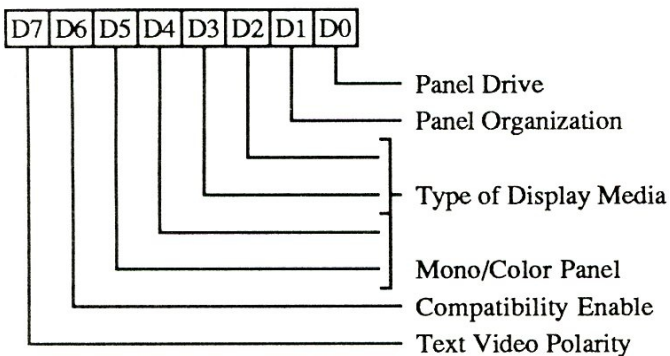 D7 D6 D5 D4 D3 D2 D1 D0
Panel Drive
Panel Organization
Type of Display Media
Mono/Color Panel
Compatibility Enable
Text Video Polarity